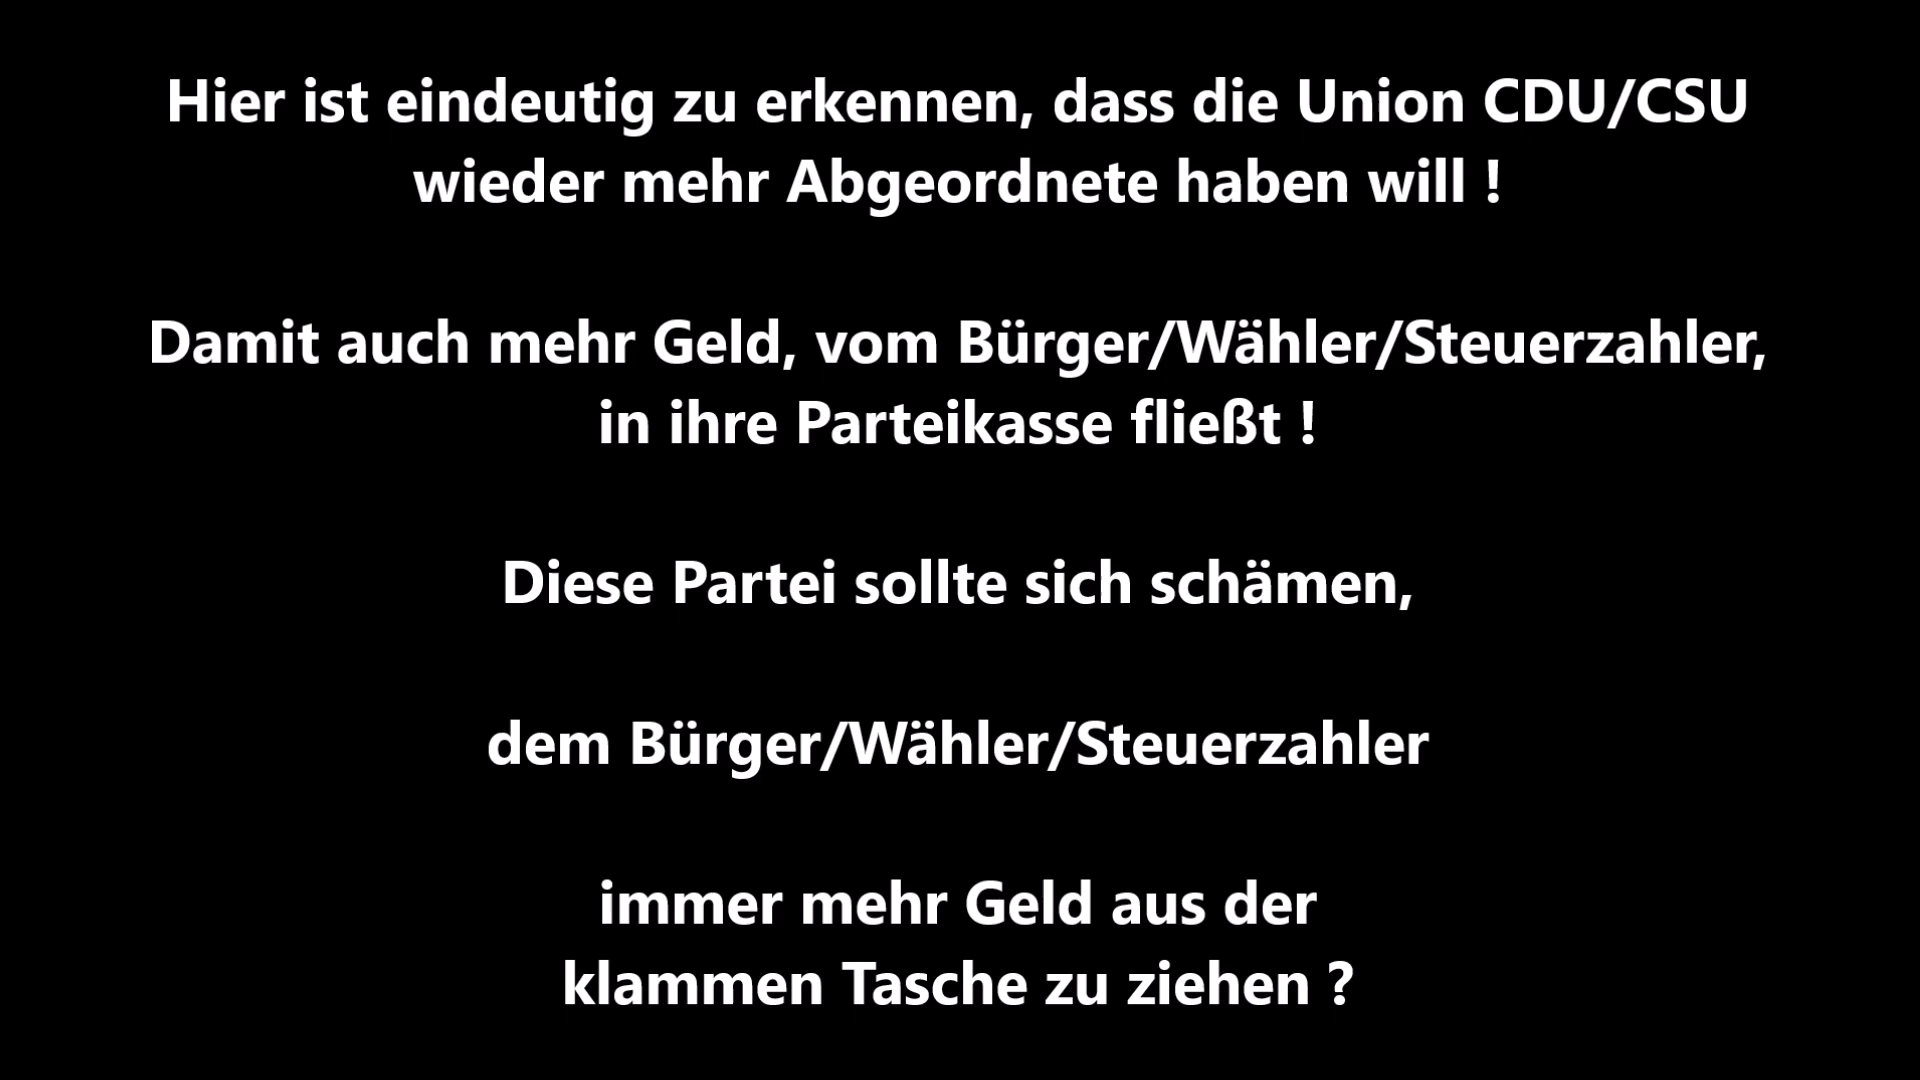 Hier ist eindeutig zu erkennen, dass die Union CDU/CSU
wieder mehr Abgeordnete haben will !
Damit auch mehr Geld, vom Bürger/Wähler/Steuerzahler,
in ihre Parteikasse fließt !
Diese Partei sollte sich schämen,
dem Bürger/Wähler/Steuerzahler
immer mehr Geld aus der
klammen Tasche zu ziehen ?